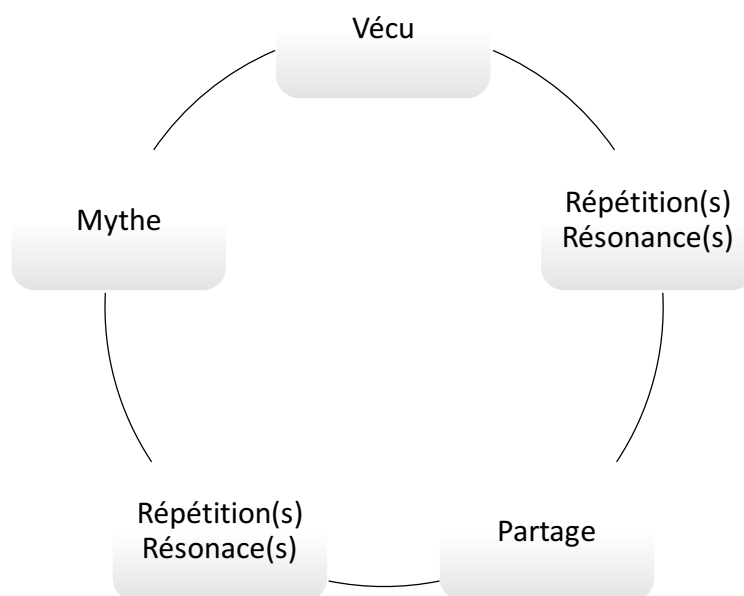 Vécu
Répétition(s)
Résonance(s)
Partage
Répétition(s)
Résonace(s)
Mythe